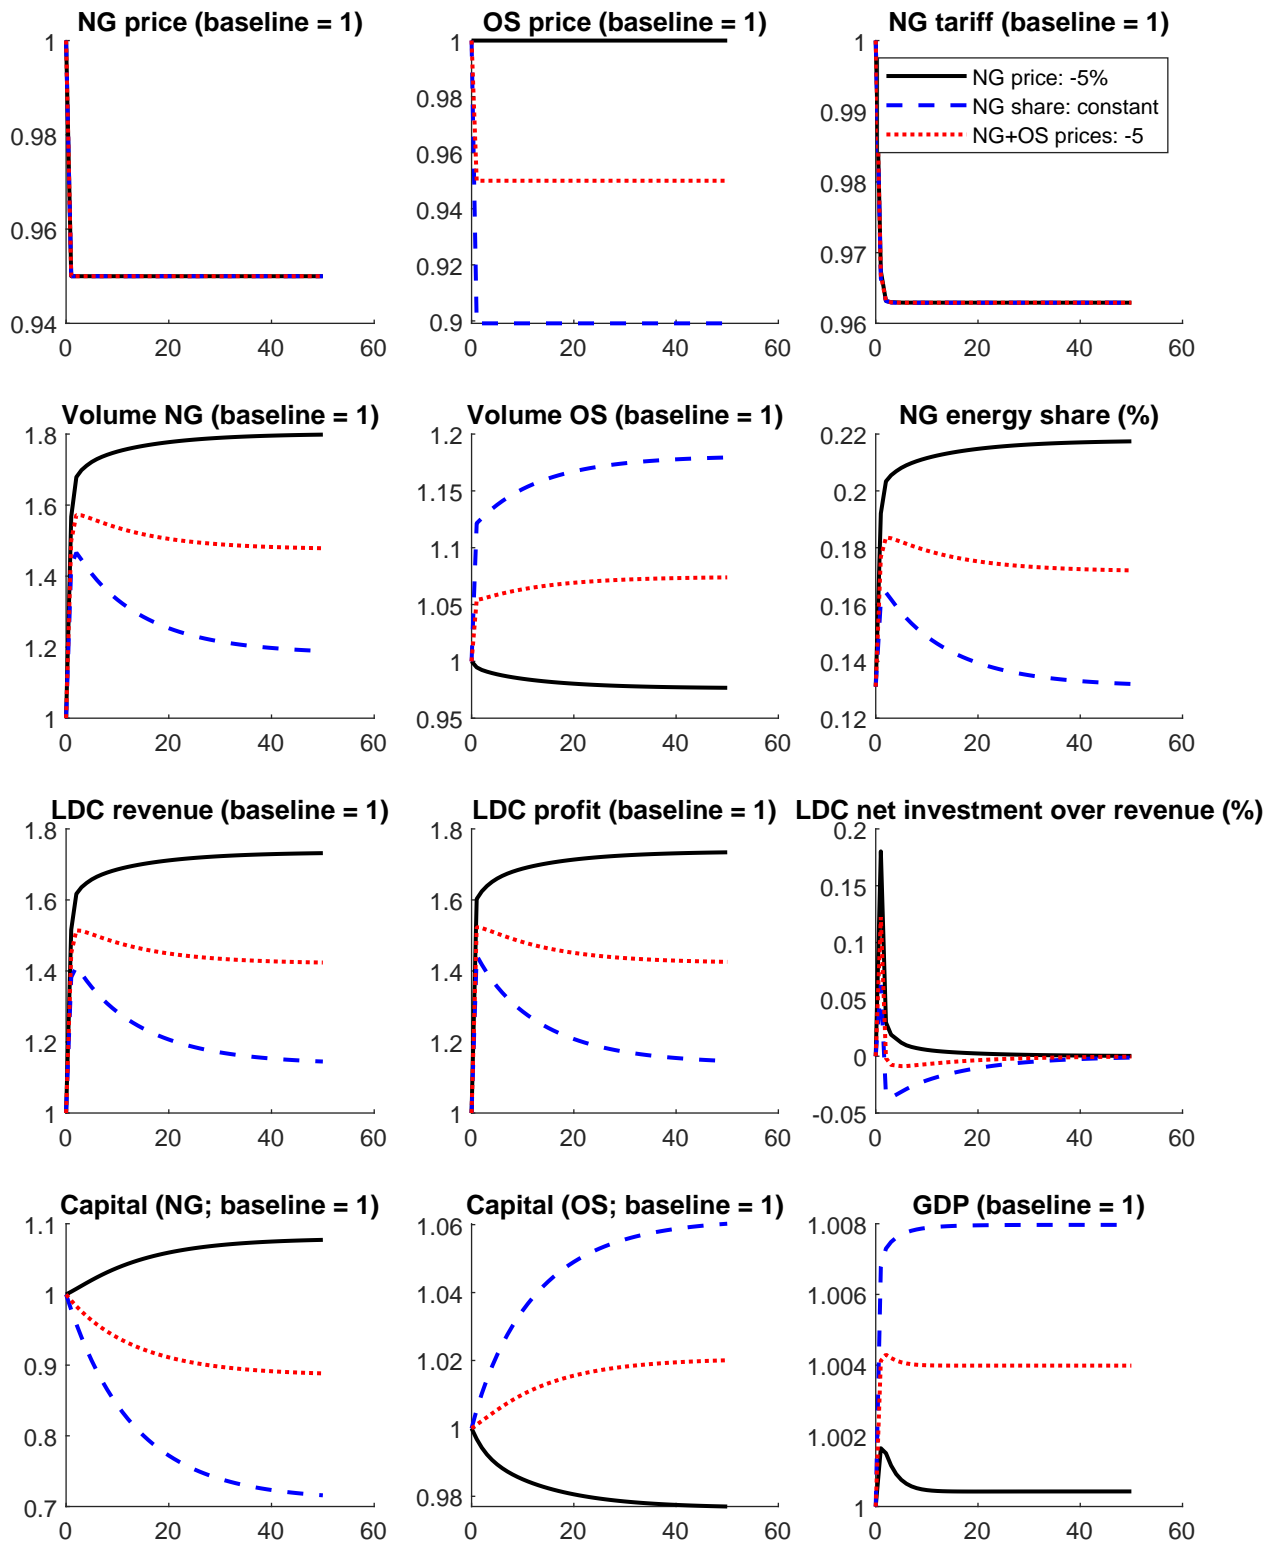 NG price (baseline = 1)
1
0.98
0.96
0.94
0 20 40 60
OS price (baseline = 1)
1
0.98
0.96
0.94
0.92
0.9
0 20 40 60
NG tariff (baseline = 1)
1
0.99
0.98
0.97
0.96
0 20 40 60
NG price: -5%
NG share: constant
NG+OS prices: -5
Volume NG (baseline = 1)
1.8
1.6
1.4
1.2
1
0 20 40 60
Volume OS (baseline = 1)
1.2
1.15
1.1
1.05
1
0.95
0 20 40 60
NG energy share (%)
0.22
0.2
0.18
0.16
0.14
0.12
0 20 40 60
LDC revenue (baseline = 1)
1.8
1.6
1.4
1.2
1
0 20 40 60
LDC profit (baseline = 1)
1.8
1.6
1.4
1.2
1
0 20 40 60
LDC net investment over revenue (%)
0.2
0.15
0.1
0.05
0
-0.05
0 20 40 60
Capital (NG; baseline = 1)
1.1
1
0.9
0.8
0.7
0 20 40 60
Capital (OS; baseline = 1)
1.06
1.04
1.02
1
0.98
0 20 40 60
GDP (baseline = 1)
1.008
1.006
1.004
1.002
1
0 20 40 60